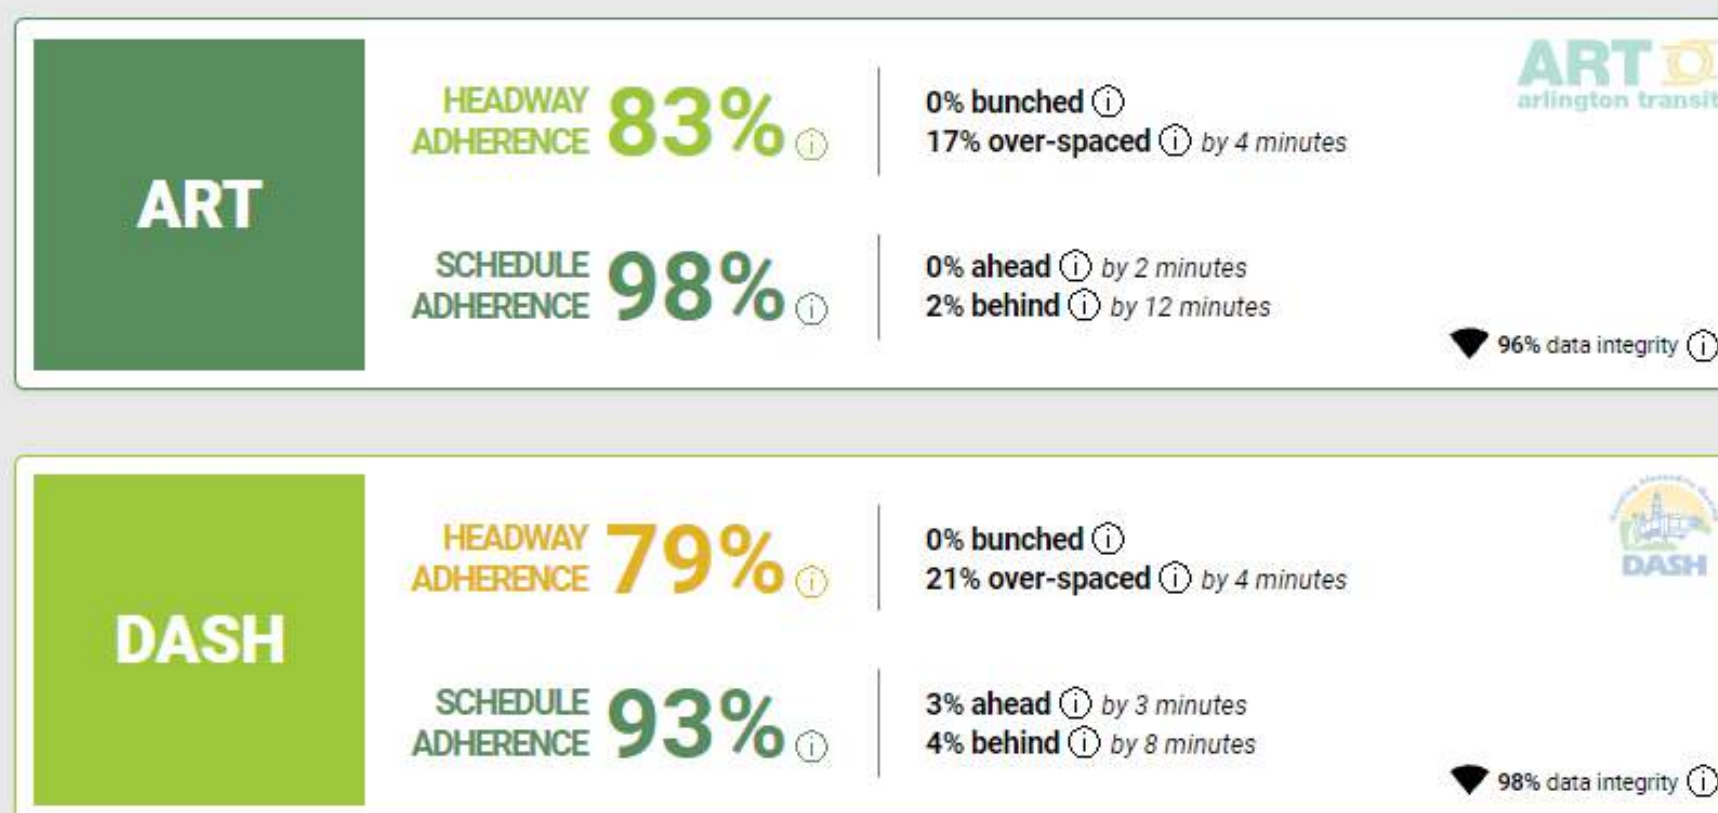 ART
HEADWAY
ADHERENCE
83%
0% bunched
17% over-spaced by 4 minutes
ART
arlington transit
SCHEDULE
ADHERENCE
98%
0% ahead by 2 minutes
2% behind by 12 minutes
96% data integrity
DASH
HEADWAY
ADHERENCE
79%
0% bunched
21% over-spaced by 4 minutes
DASH
SCHEDULE
ADHERENCE
93%
3% ahead by 3 minutes
4% behind by 8 minutes
98% data integrity